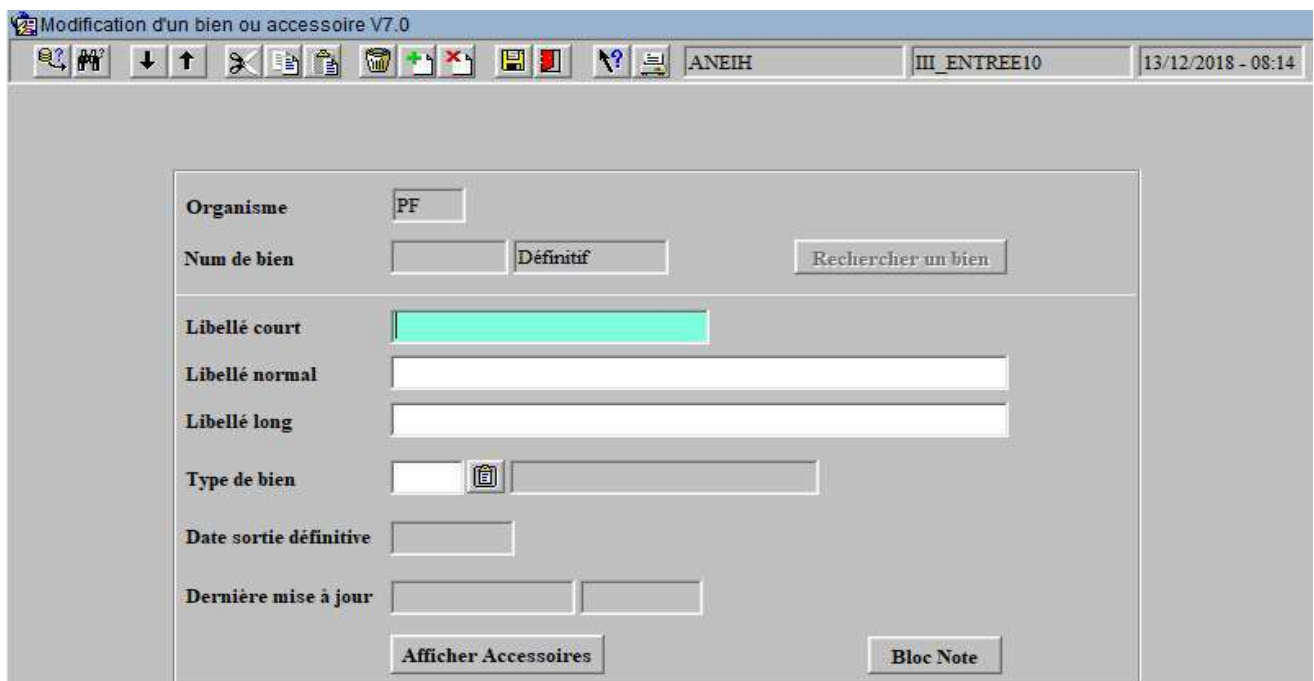 Modification d'un bien ou accessoire V7.0
ANEIH III_ENTREE10 13/12/2018 - 08:14
Organisme PF
Num de bien Définitif Rechercher un bien
Libellé court
Libellé normal
Libellé long
Type de bien
Date sortie définitive
Dernière mise à jour
Afficher Accessoires Bloc Note